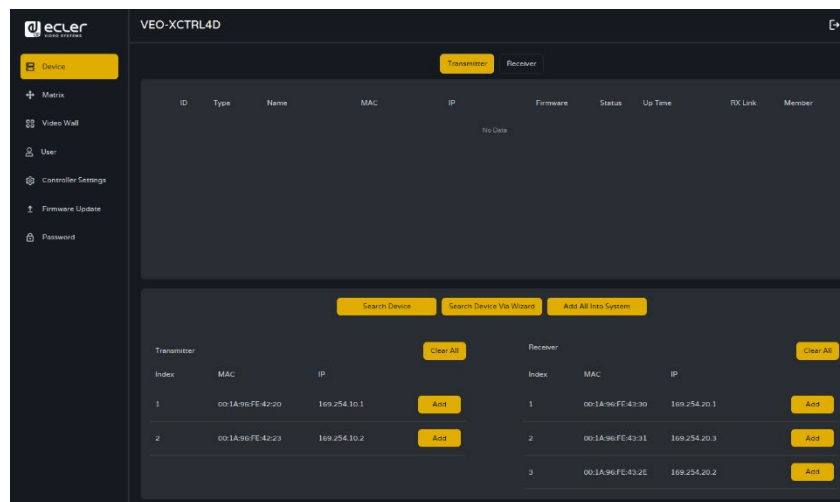 ecler
VIDEO SYSTEMS
VEO-XCTRL4D
Device
Matrix
Video Wall
User
Controller Settings
Firmware Update
Password
Transmitter Receiver
ID Type Name MAC IP Firmware Status Up Time RX Link Member
No Data
Search Device Search Device Via Wizard Add All Into System
Transmitter Clear All
Index MAC IP
1 00:1A:96:FE:42:20 169.254.10.1 Add
2 00:1A:96:FE:42:23 169.254.10.2 Add
Receiver Clear All
Index MAC IP
1 00:1A:96:FE:43:30 169.254.20.1 Add
2 00:1A:96:FE:43:31 169.254.20.3 Add
3 00:1A:96:FE:43:2E 169.254.20.2 Add